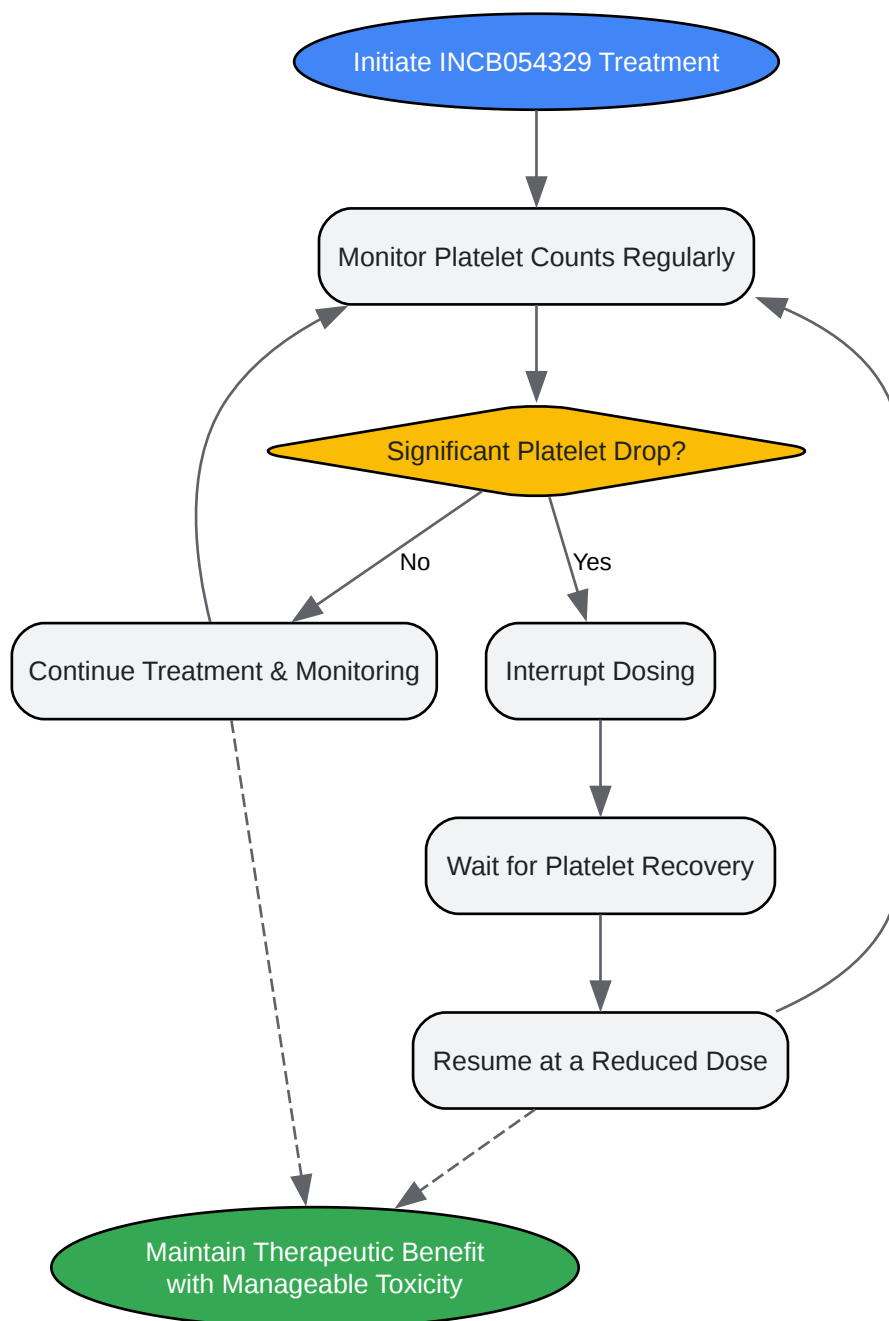 Initiate INCB054329 Treatment
Monitor Platelet Counts Regularly
Significant Platelet Drop?
No
Yes
Continue Treatment & Monitoring
Interrupt Dosing
Wait for Platelet Recovery
Resume at a Reduced Dose
Maintain Therapeutic Benefit
with Manageable Toxicity